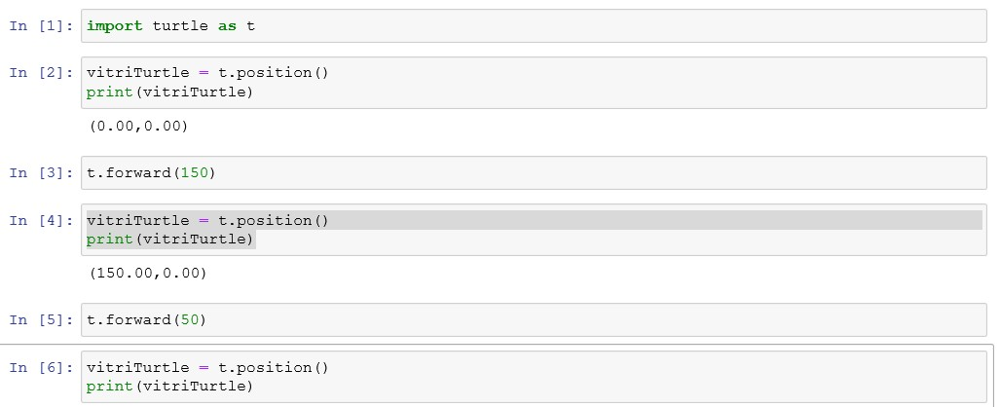 In [1]: import turtle as t
In [2]: vitriTurtle = t.position()
print(vitriTurtle)
(0.00,0.00)
In [3]: t.forward(150)
In [4]: vitriTurtle = t.position()
print(vitriTurtle)
(150.00,0.00)
In [5]: t.forward(50)
In [6]: vitriTurtle = t.position()
print(vitriTurtle)